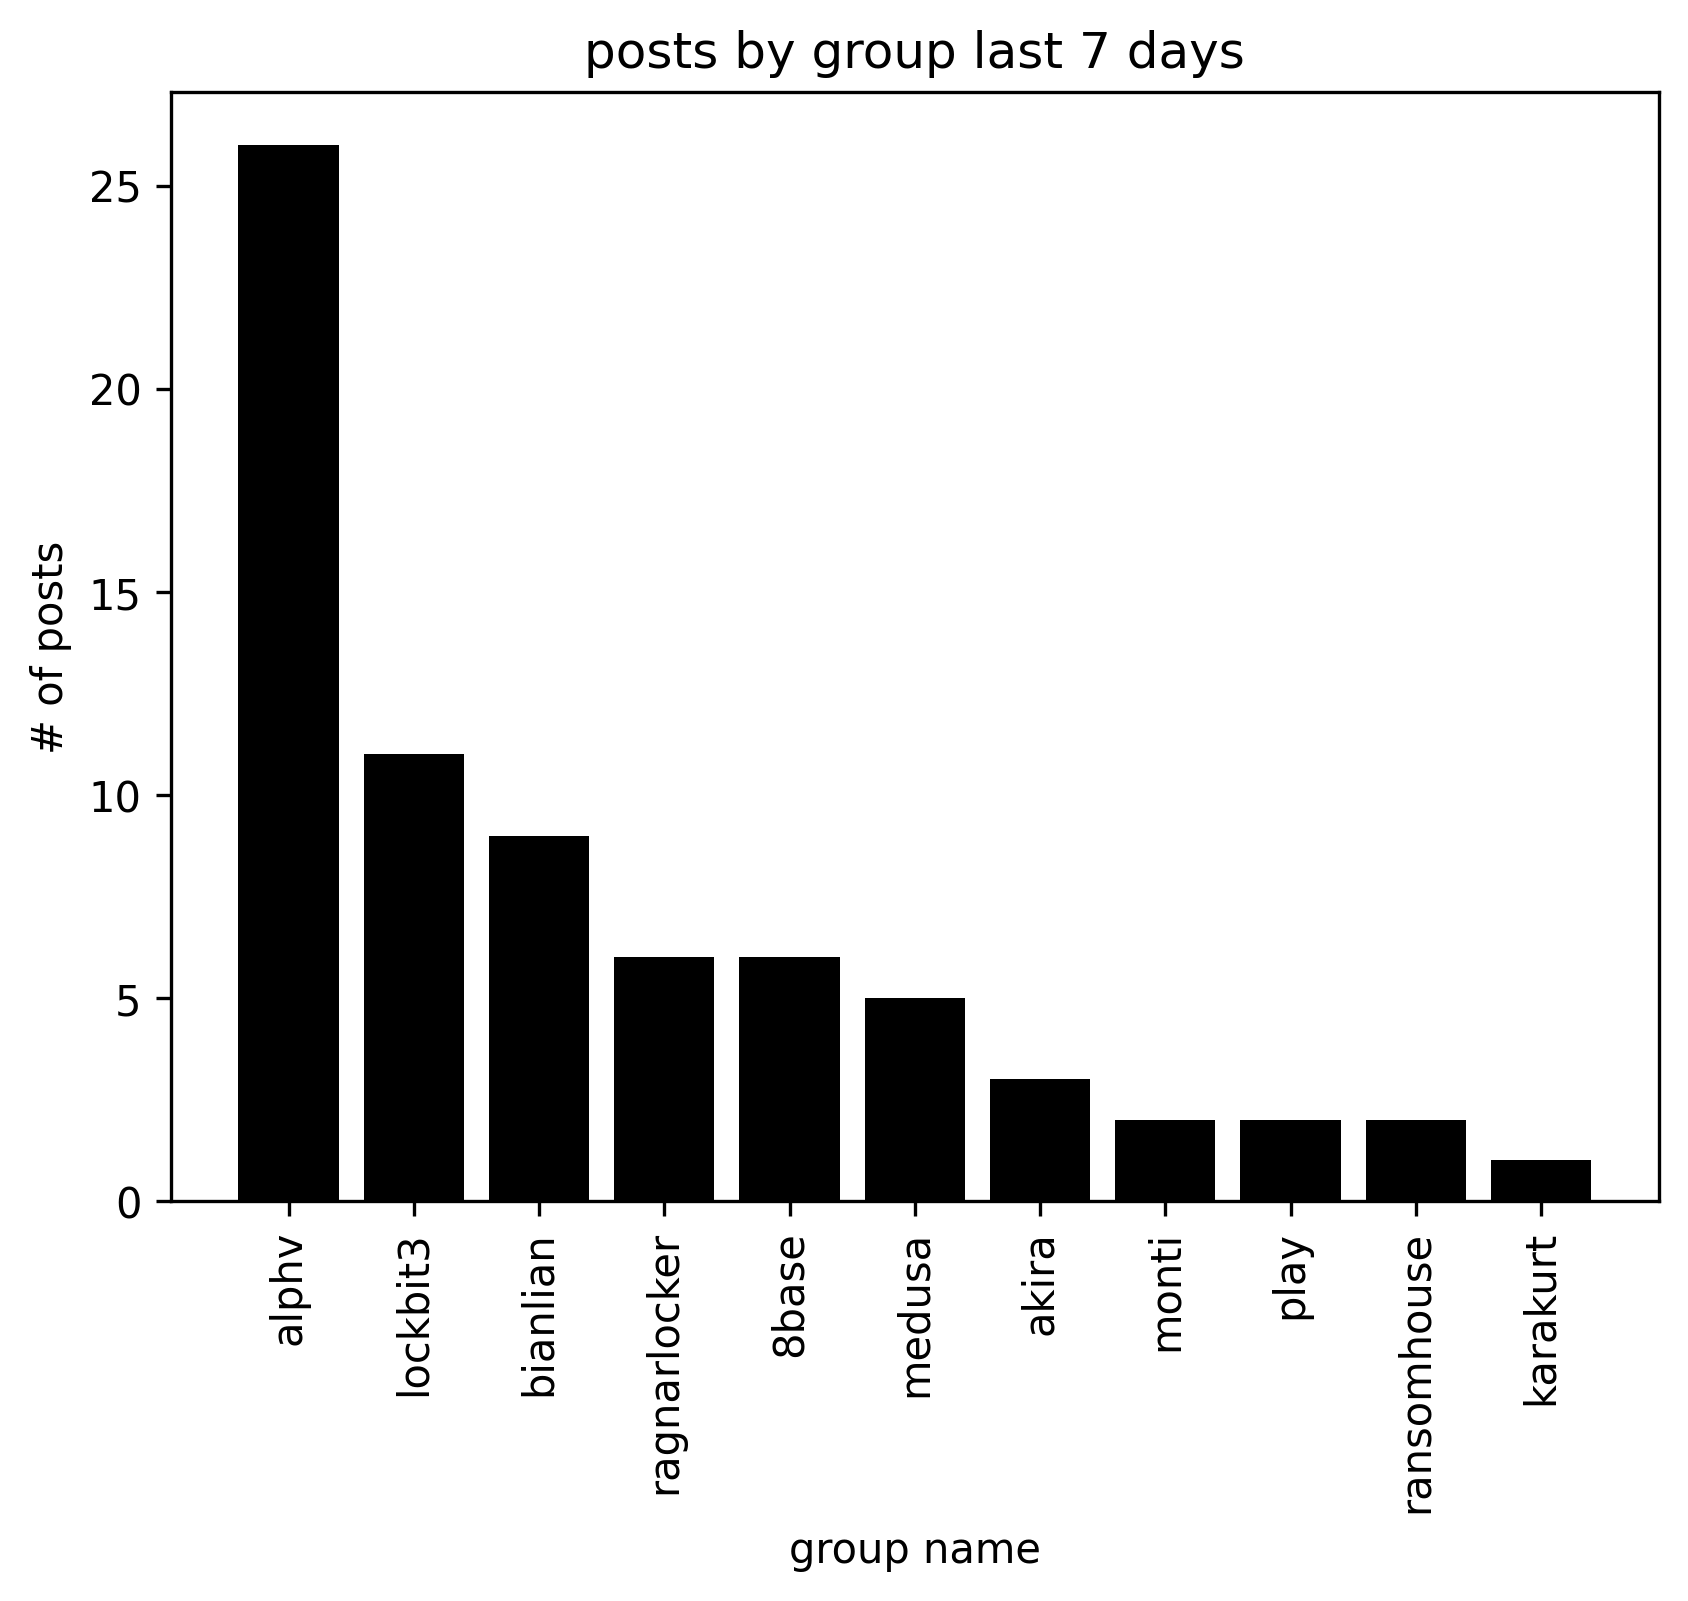 posts by group last 7 days
# of posts
25
20
15
10
5
0
alphv
lockbit3
bianlian
ragnarlocker
8base
medusa
akira
monti
play
ransomhouse
karakurt
group name